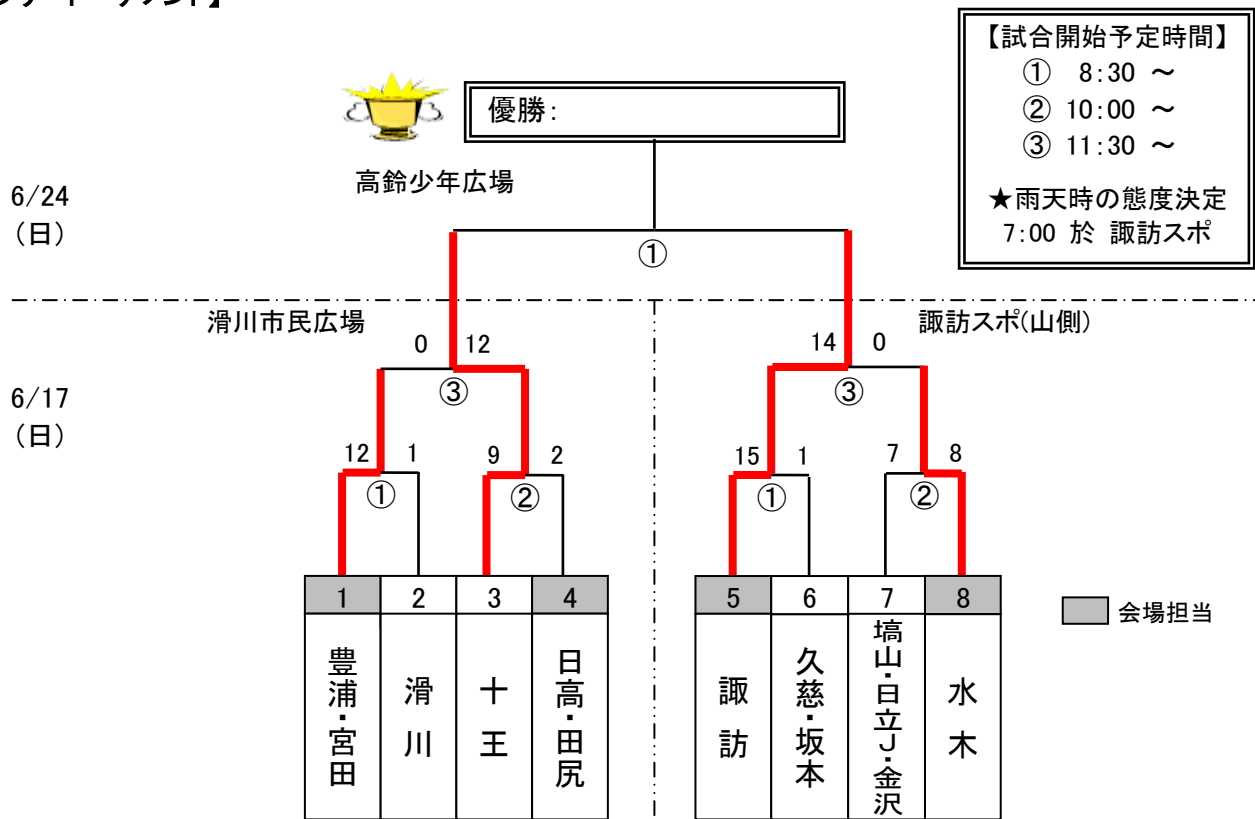 【試合開始予定時間】
① 8:30 ～
② 10:00 ～
③ 11:30 ～
★雨天時の態度決定
7:00 於 諏訪スポ
優勝:
高鈴少年広場
6/24
(日)
①
滑川市民広場
諏訪スポ(山側)
0 12
14 0
③
③
6/17
(日)
12 1
9 2
15 1
7 8
①
②
①
②
1 2 3 4
5 6 7 8
会場担当
豊浦・宮田
滑川
十王
日高・田尻
諏訪
久慈・坂本
塙山・日立J・金沢
水木